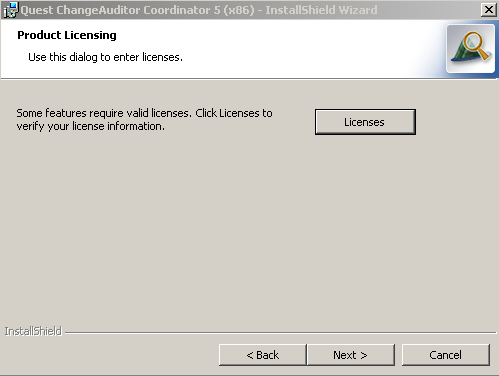 Quest ChangeAuditor Coordinator 5 (x86) - InstallShield Wizard
Product Licensing
Use this dialog to enter licenses.
Some features require valid licenses. Click Licenses to
verify your license information.
Licenses
InstallShield
< Back
Next >
Cancel